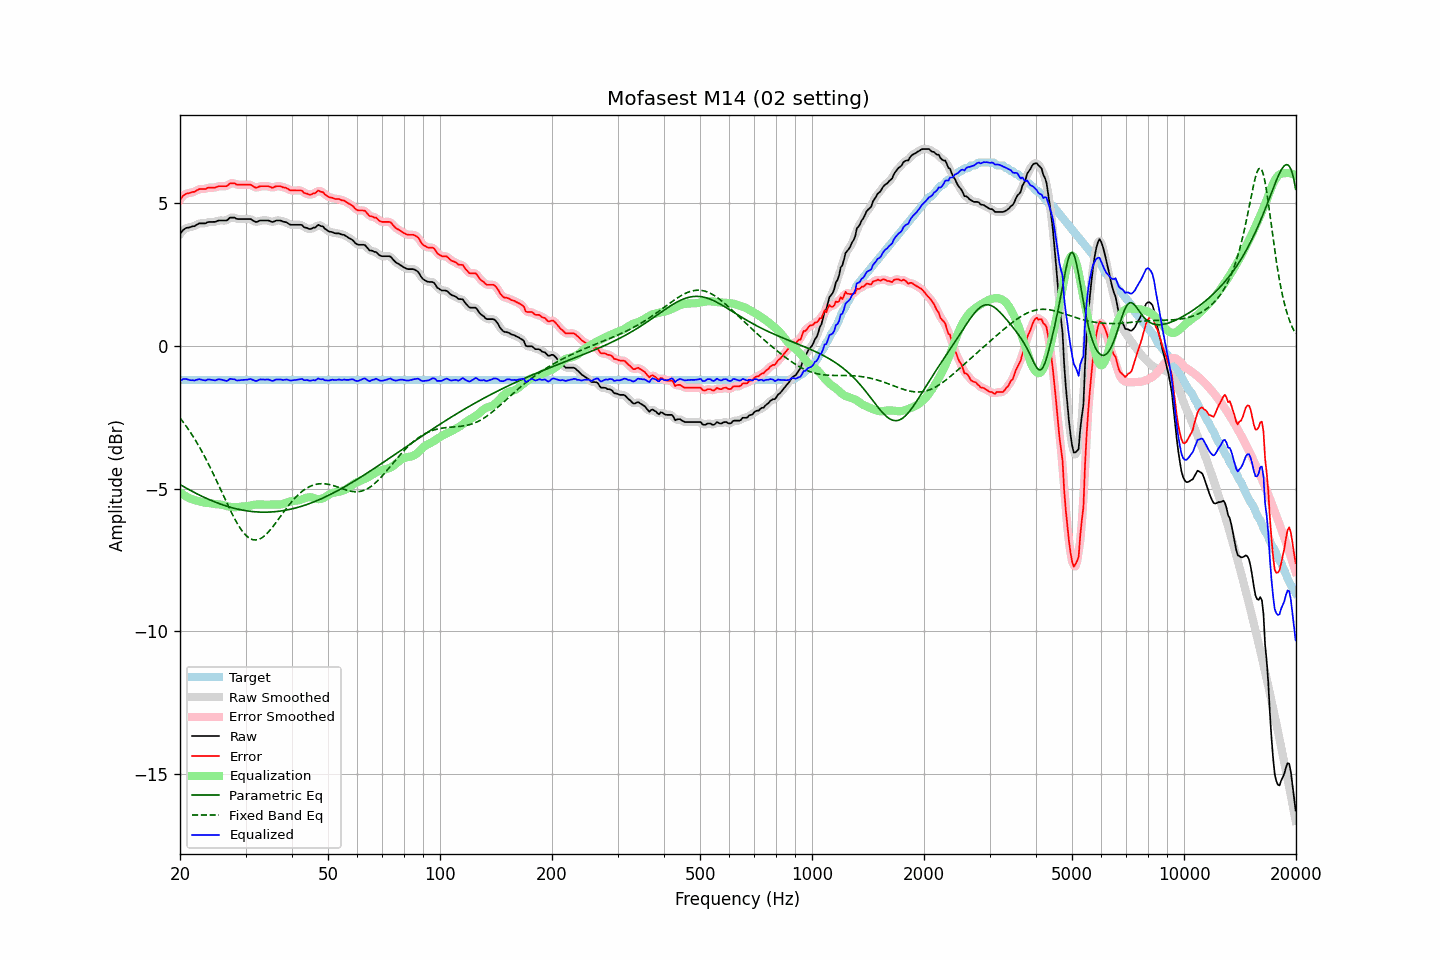 Mofasest M14 (02 setting)
5
0
−5
−10
−15
Amplitude (dBr)
Target
Raw Smoothed
Error Smoothed
Raw
Error
Equalization
Parametric Eq
Fixed Band Eq
Equalized
20 50 100 200 500 1000 2000 5000 10000 20000
Frequency (Hz)